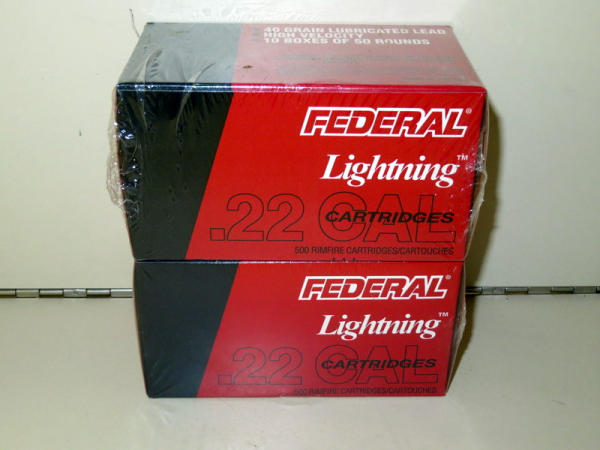 40 GRAIN LUBRICATED LEAD
HIGH VELOCITY
10 BOXES OF 50 ROUNDS
FEDERAL®
Lightning™
.22 CAL
CARTRIDGES
500 RIMFIRE CARTRIDGES/CARTOUCHES
FEDERAL
Lightning™
.22 CAL
CARTRIDGES
500 RIMFIRE CARTRIDGES/CARTOUCHES